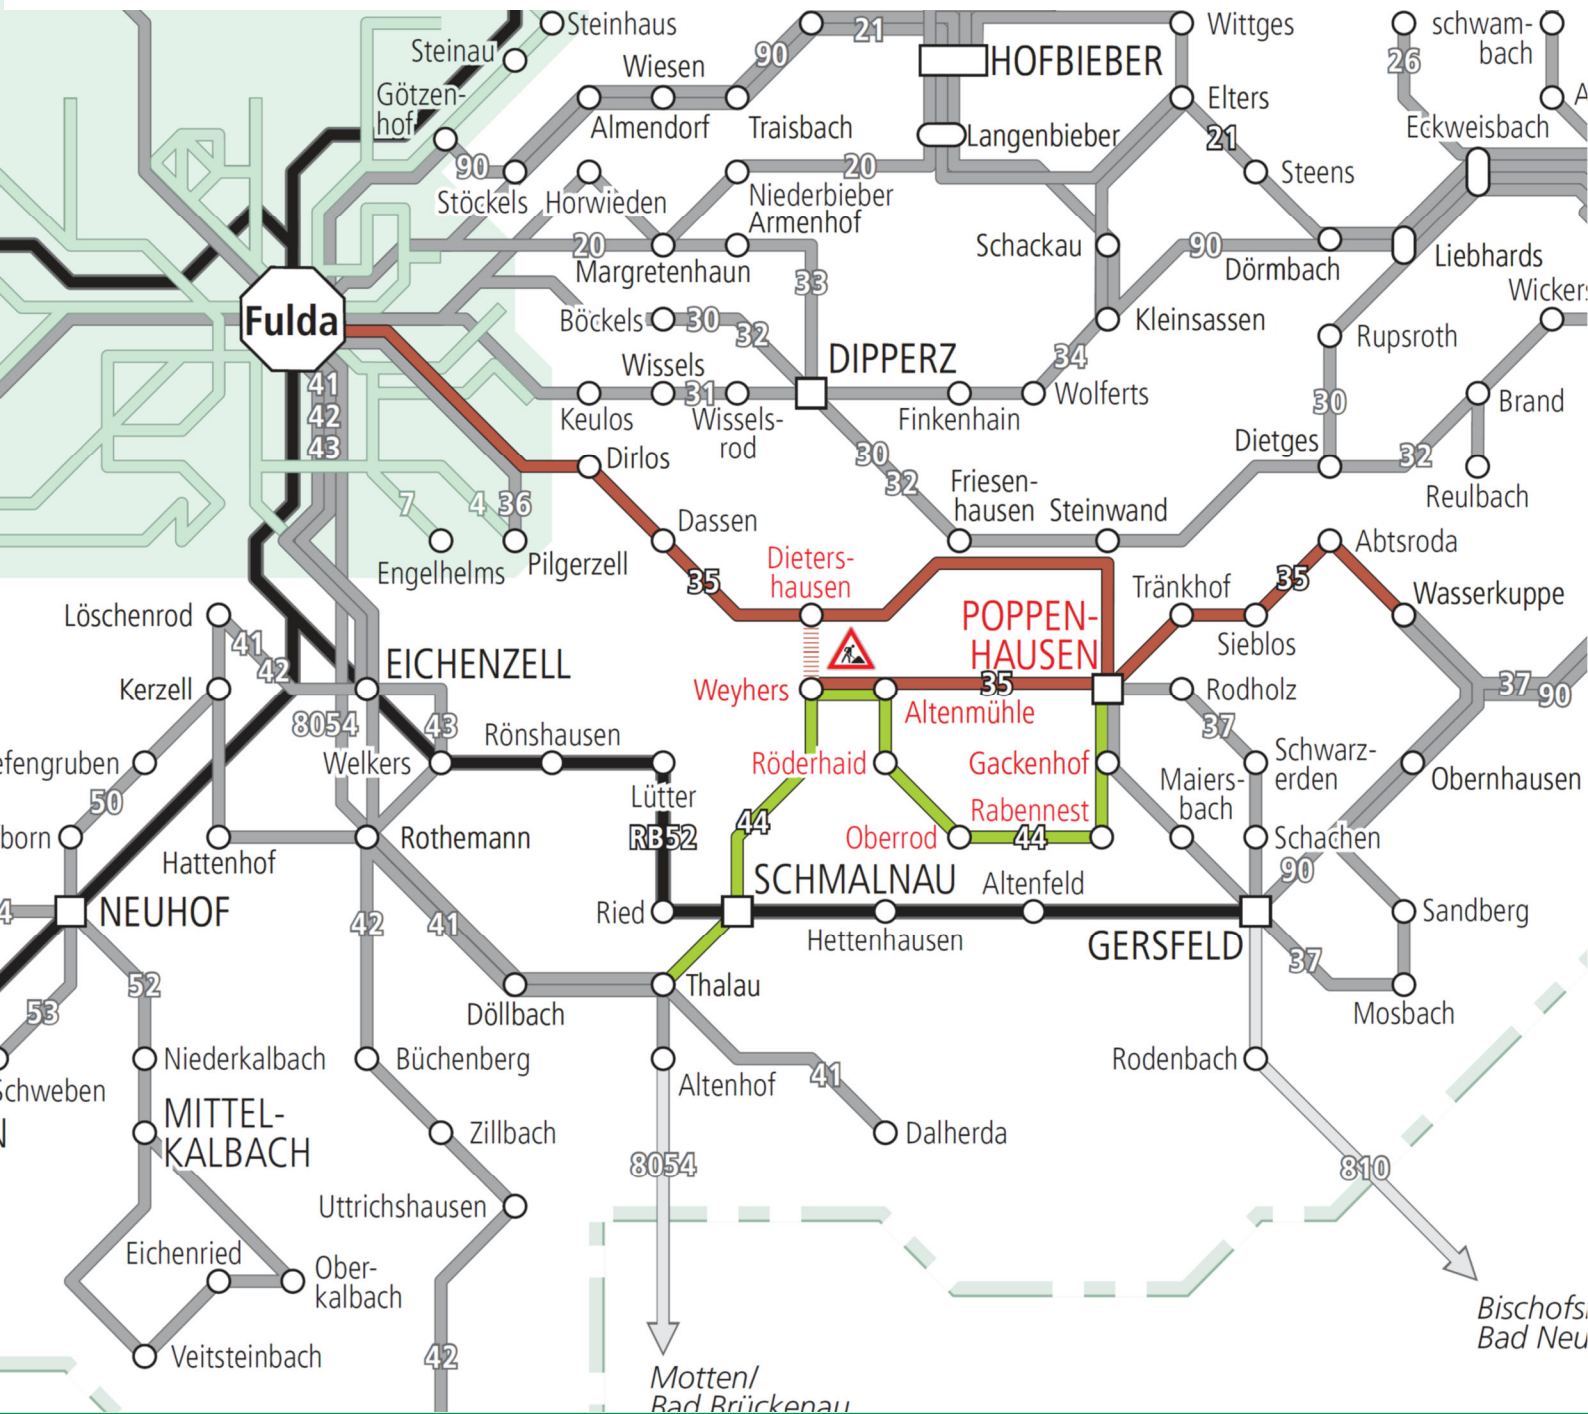 Steinhaus
21
Wittges
schwam-
bach
Steinau
90
HOFBIEBER
26
Wiesen
Götzen-
hof
Almendorf
Traisbach
Elters
Langenbieber
21
Eckweisbach
90
20
Steens
Stöckels
Horwieden
Niederbieber
Armenhof
20
Margretenhaun
Schackau
90
Dörmbach
Liebhards
33
Fulda
Böckels
30
32
Kleinsassen
Rupsroth
Wissels
DIPPERZ
34
41
31
Keulos
Wissels-
rod
Finkenhain
Wolferts
30
Brand
42
43
Dirlos
30
32
Dietges
32
Reulbach
7
4
36
Friesen-
hausen
Steinwand
Dassen
Engelhelms
Pilgerzell
Abtsroda
35
Dieters-
hausen
Tränkhof
35
Wasserkuppe
Löschenrod
POPPEN-
HAUSEN
Sieblos
41
42
EICHENZELL
Kerzell
Weyhers
35
Rodholz
37
90
8054
43
Altenmühle
37
Rönshausen
Welkers
Röderhaid
Gackenhof
Schwarz-
erden
Obernhausen
50
Lütter
Maiers-
bach
Rabennest
44
RB52
Oberrod
44
Schachen
Hattenhof
Rothemann
90
SCHMALNAU
Altenfeld
NEUHOF
42
41
Ried
Hettenhausen
GERSFELD
Sandberg
37
52
53
Döllbach
Thalau
Mosbach
Niederkalbach
Büchenberg
Altenhof
41
Rodenbach
MITTEL-
KALBACH
Zillbach
Dalherda
8054
810
Uttrichshausen
Eichenried
Ober-
kalbach
Veitsteinbach
42
Motten/
Bad Brückenau